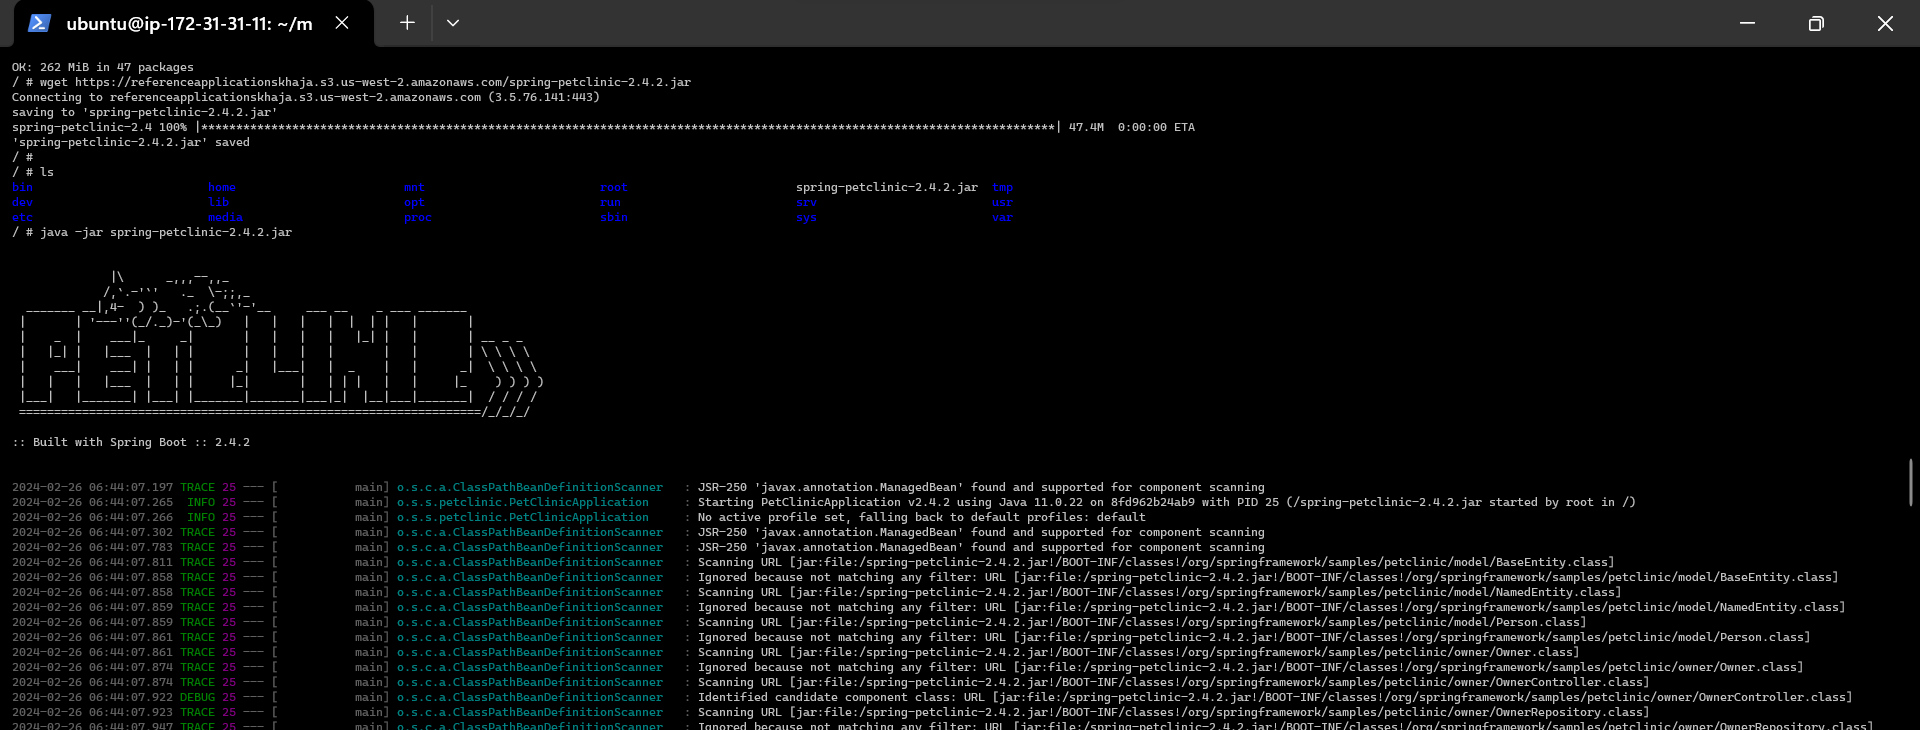 ubuntu@ip-172-31-31-11: ~/m
OK: 262 MiB in 47 packages
/ # wget https://referenceapplicationskhaja.s3.us-west-2.amazonaws.com/spring-petclinic-2.4.2.jar
Connecting to referenceapplicationskhaja.s3.us-west-2.amazonaws.com (3.5.76.141:443)
saving to 'spring-petclinic-2.4.2.jar'
spring-petclinic-2.4 100% |**************************************************************************************************************************| 47.4M  0:00:00 ETA
'spring-petclinic-2.4.2.jar' saved
/ #
/ # ls
bin home mnt root spring-petclinic-2.4.2.jar tmp
dev lib opt run srv usr
etc media proc sbin sys var
/ # java -jar spring-petclinic-2.4.2.jar
:: Built with Spring Boot :: 2.4.2
2024-02-26 06:44:07.197 TRACE 25 --- [           main] o.s.c.a.ClassPathBeanDefinitionScanner   : JSR-250 'javax.annotation.ManagedBean' found and supported for component scanning
2024-02-26 06:44:07.265  INFO 25 --- [           main] o.s.s.petclinic.PetClinicApplication     : Starting PetClinicApplication v2.4.2 using Java 11.0.22 on 8fd962b24ab9 with PID 25 (/spring-petclinic-2.4.2.jar started by root in /)
2024-02-26 06:44:07.266  INFO 25 --- [           main] o.s.s.petclinic.PetClinicApplication     : No active profile set, falling back to default profiles: default
2024-02-26 06:44:07.302 TRACE 25 --- [           main] o.s.c.a.ClassPathBeanDefinitionScanner   : JSR-250 'javax.annotation.ManagedBean' found and supported for component scanning
2024-02-26 06:44:07.783 TRACE 25 --- [           main] o.s.c.a.ClassPathBeanDefinitionScanner   : JSR-250 'javax.annotation.ManagedBean' found and supported for component scanning
2024-02-26 06:44:07.811 TRACE 25 --- [           main] o.s.c.a.ClassPathBeanDefinitionScanner   : Scanning URL [jar:file:/spring-petclinic-2.4.2.jar!/BOOT-INF/classes!/org/springframework/samples/petclinic/model/BaseEntity.class]
2024-02-26 06:44:07.858 TRACE 25 --- [           main] o.s.c.a.ClassPathBeanDefinitionScanner   : Ignored because not matching any filter: URL [jar:file:/spring-petclinic-2.4.2.jar!/BOOT-INF/classes!/org/springframework/samples/petclinic/model/BaseEntity.class]
2024-02-26 06:44:07.858 TRACE 25 --- [           main] o.s.c.a.ClassPathBeanDefinitionScanner   : Scanning URL [jar:file:/spring-petclinic-2.4.2.jar!/BOOT-INF/classes!/org/springframework/samples/petclinic/model/NamedEntity.class]
2024-02-26 06:44:07.859 TRACE 25 --- [           main] o.s.c.a.ClassPathBeanDefinitionScanner   : Ignored because not matching any filter: URL [jar:file:/spring-petclinic-2.4.2.jar!/BOOT-INF/classes!/org/springframework/samples/petclinic/model/NamedEntity.class]
2024-02-26 06:44:07.859 TRACE 25 --- [           main] o.s.c.a.ClassPathBeanDefinitionScanner   : Scanning URL [jar:file:/spring-petclinic-2.4.2.jar!/BOOT-INF/classes!/org/springframework/samples/petclinic/model/Person.class]
2024-02-26 06:44:07.861 TRACE 25 --- [           main] o.s.c.a.ClassPathBeanDefinitionScanner   : Ignored because not matching any filter: URL [jar:file:/spring-petclinic-2.4.2.jar!/BOOT-INF/classes!/org/springframework/samples/petclinic/model/Person.class]
2024-02-26 06:44:07.861 TRACE 25 --- [           main] o.s.c.a.ClassPathBeanDefinitionScanner   : Scanning URL [jar:file:/spring-petclinic-2.4.2.jar!/BOOT-INF/classes!/org/springframework/samples/petclinic/owner/Owner.class]
2024-02-26 06:44:07.874 TRACE 25 --- [           main] o.s.c.a.ClassPathBeanDefinitionScanner   : Ignored because not matching any filter: URL [jar:file:/spring-petclinic-2.4.2.jar!/BOOT-INF/classes!/org/springframework/samples/petclinic/owner/Owner.class]
2024-02-26 06:44:07.874 TRACE 25 --- [           main] o.s.c.a.ClassPathBeanDefinitionScanner   : Scanning URL [jar:file:/spring-petclinic-2.4.2.jar!/BOOT-INF/classes!/org/springframework/samples/petclinic/owner/OwnerController.class]
2024-02-26 06:44:07.922 DEBUG 25 --- [           main] o.s.c.a.ClassPathBeanDefinitionScanner   : Identified candidate component class: URL [jar:file:/spring-petclinic-2.4.2.jar!/BOOT-INF/classes!/org/springframework/samples/petclinic/owner/OwnerController.class]
2024-02-26 06:44:07.923 TRACE 25 --- [           main] o.s.c.a.ClassPathBeanDefinitionScanner   : Scanning URL [jar:file:/spring-petclinic-2.4.2.jar!/BOOT-INF/classes!/org/springframework/samples/petclinic/owner/OwnerRepository.class]
2024-02-26 06:44:07.947 TRACE 25 --- [           main] o.s.c.a.ClassPathBeanDefinitionScanner   : Ignored because not matching any filter: URL [jar:file:/spring-petclinic-2.4.2.jar!/BOOT-INF/classes!/org/springframework/samples/petclinic/owner/OwnerRepository.class]